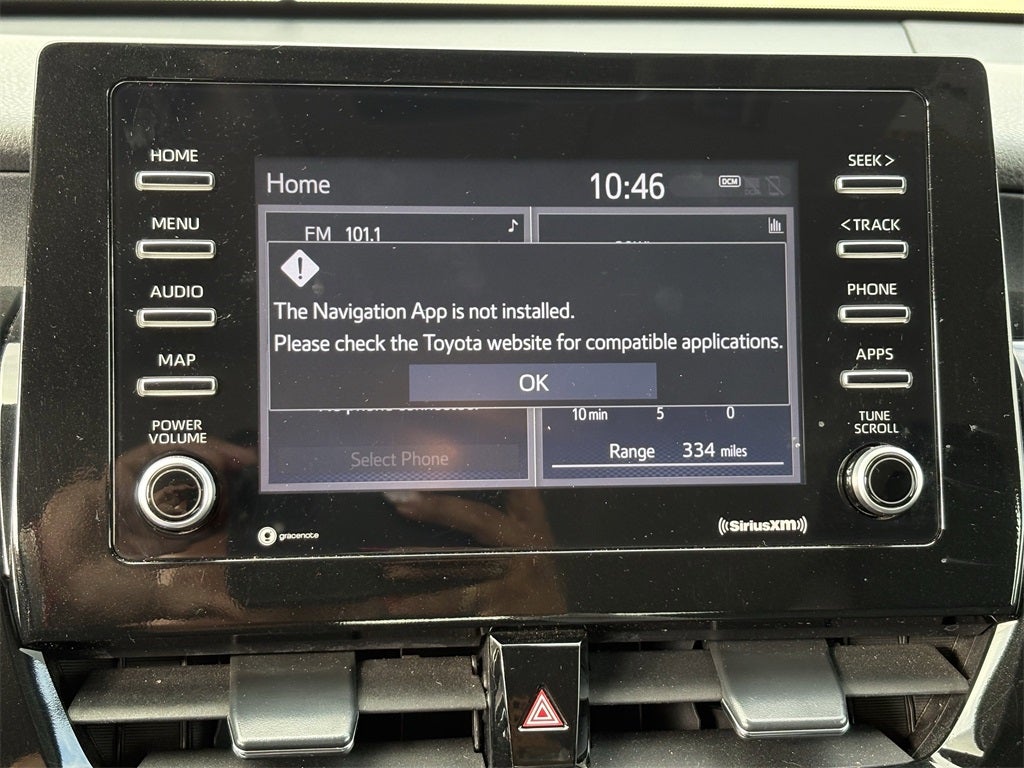 HOME
MENU
AUDIO
MAP
POWER
VOLUME
Home 10:46 DCM
FM 101.1
The Navigation App is not installed.
Please check the Toyota website for compatible applications.
OK
10 min 5 0
Select Phone
Range 334 miles
SEEK >
< TRACK
PHONE
APPS
TUNE
SCROLL
gracenote
((SiriusXM))